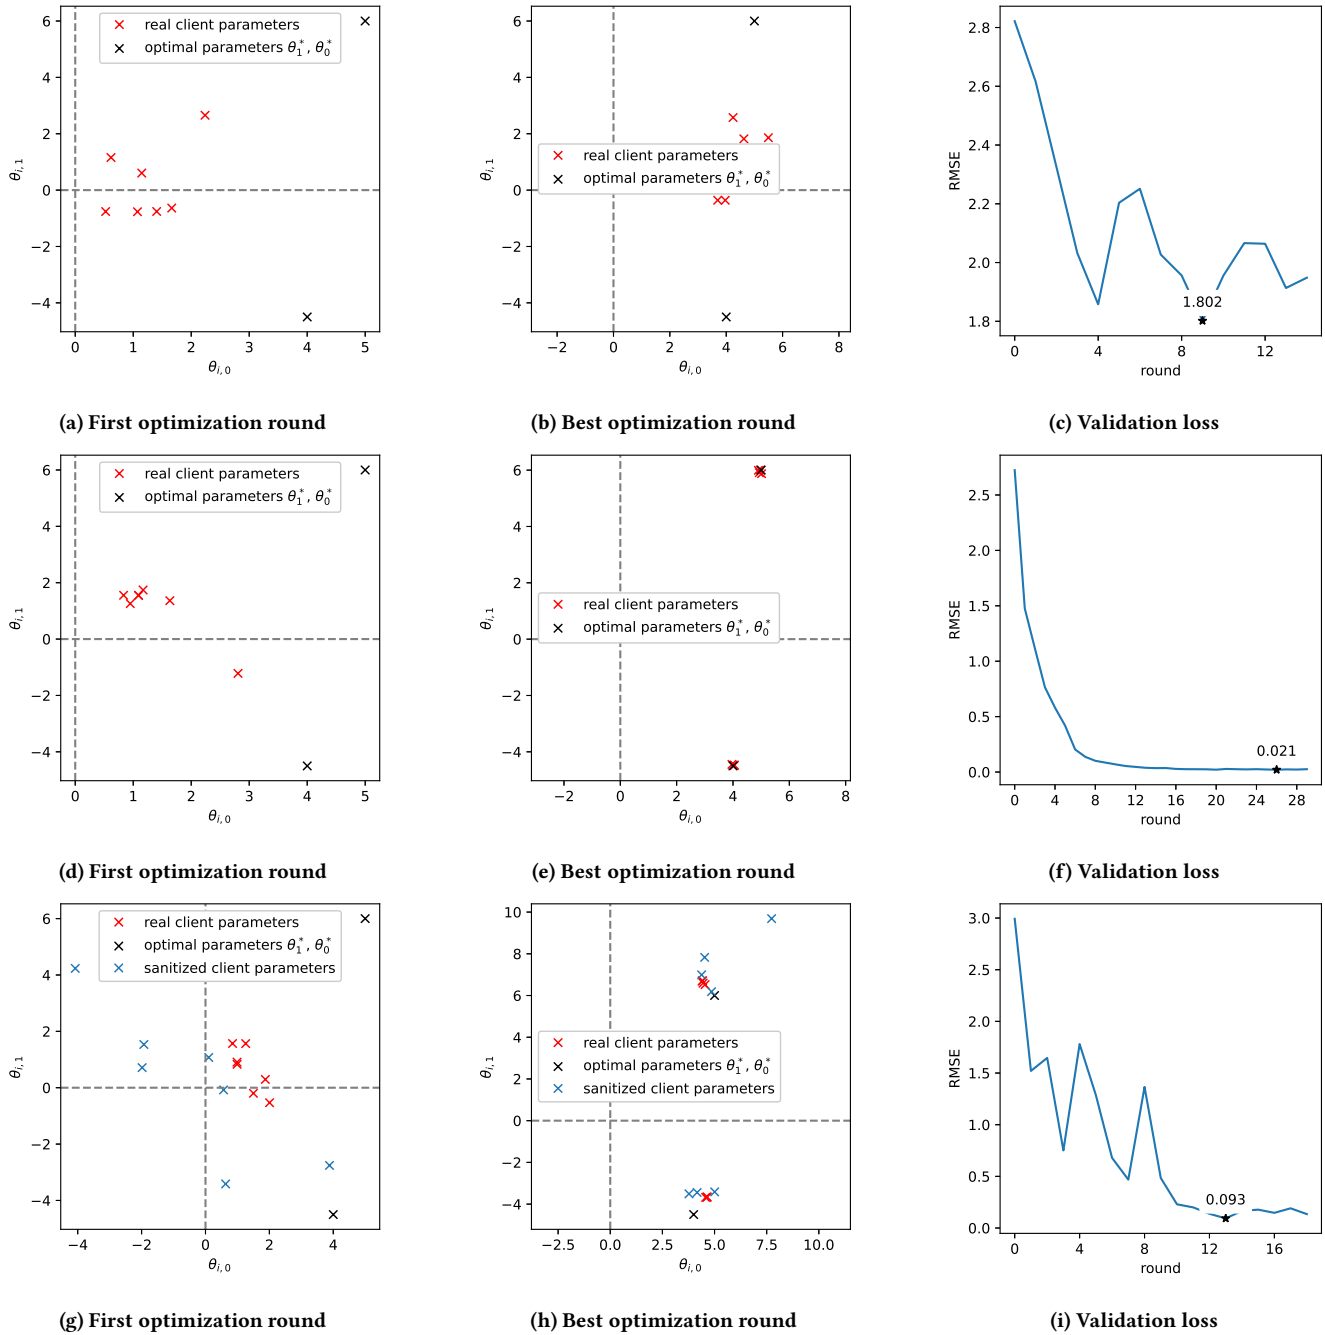 6
4
2
0
−2
−4
θi,1
real client parameters
optimal parameters θ1*, θ0*
0 1 2 3 4 5
θi,0
(a) First optimization round
6
4
2
0
−2
−4
θi,1
real client parameters
optimal parameters θ1*, θ0*
−2 0 2 4 6 8
θi,0
(b) Best optimization round
2.8
2.6
2.4
2.2
2.0
1.8
RMSE
1.802
0 4 8 12
round
(c) Validation loss
6
4
2
0
−2
−4
θi,1
real client parameters
optimal parameters θ1*, θ0*
0 1 2 3 4 5
θi,0
(d) First optimization round
6
4
2
0
−2
−4
θi,1
real client parameters
optimal parameters θ1*, θ0*
−2 0 2 4 6 8
θi,0
(e) Best optimization round
2.5
2.0
1.5
1.0
0.5
0.0
RMSE
0.021
0 4 8 12 16 20 24 28
round
(f) Validation loss
6
4
2
0
−2
−4
θi,1
real client parameters
optimal parameters θ1*, θ0*
sanitized client parameters
−4 −2 0 2 4
θi,0
(g) First optimization round
10
8
6
4
2
0
−2
−4
θi,1
real client parameters
optimal parameters θ1*, θ0*
sanitized client parameters
−2.5 0.0 2.5 5.0 7.5 10.0
θi,0
(h) Best optimization round
3.0
2.5
2.0
1.5
1.0
0.5
0.0
RMSE
0.093
0 4 8 12 16
round
(i) Validation loss